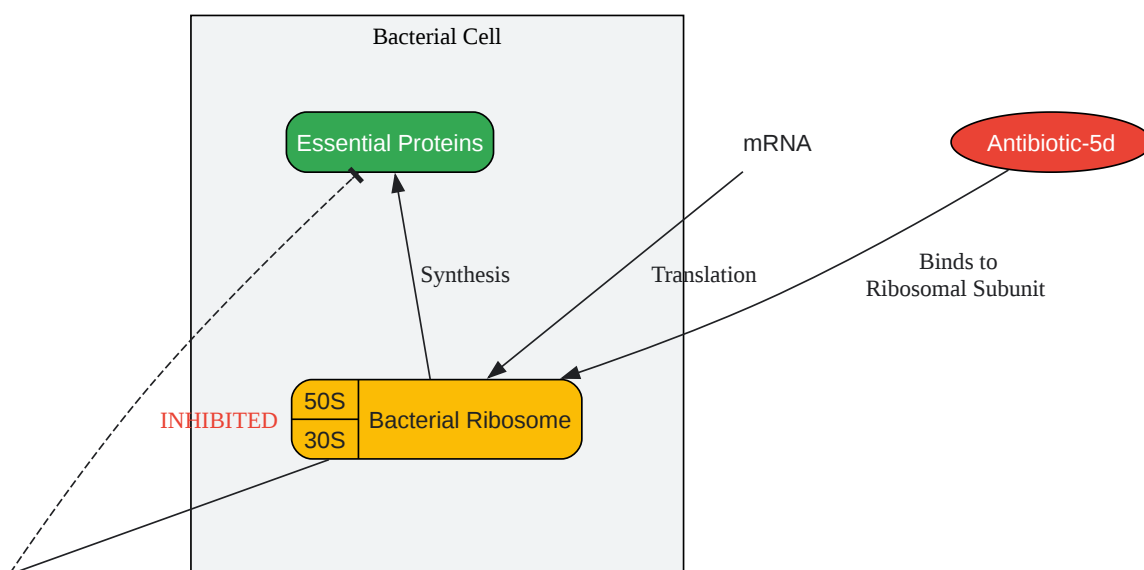 Bacterial Cell
Essential Proteins
mRNA
Antibiotic-5d
Synthesis
Translation
Binds to
Ribosomal Subunit
INHIBITED
50S
30S
Bacterial Ribosome